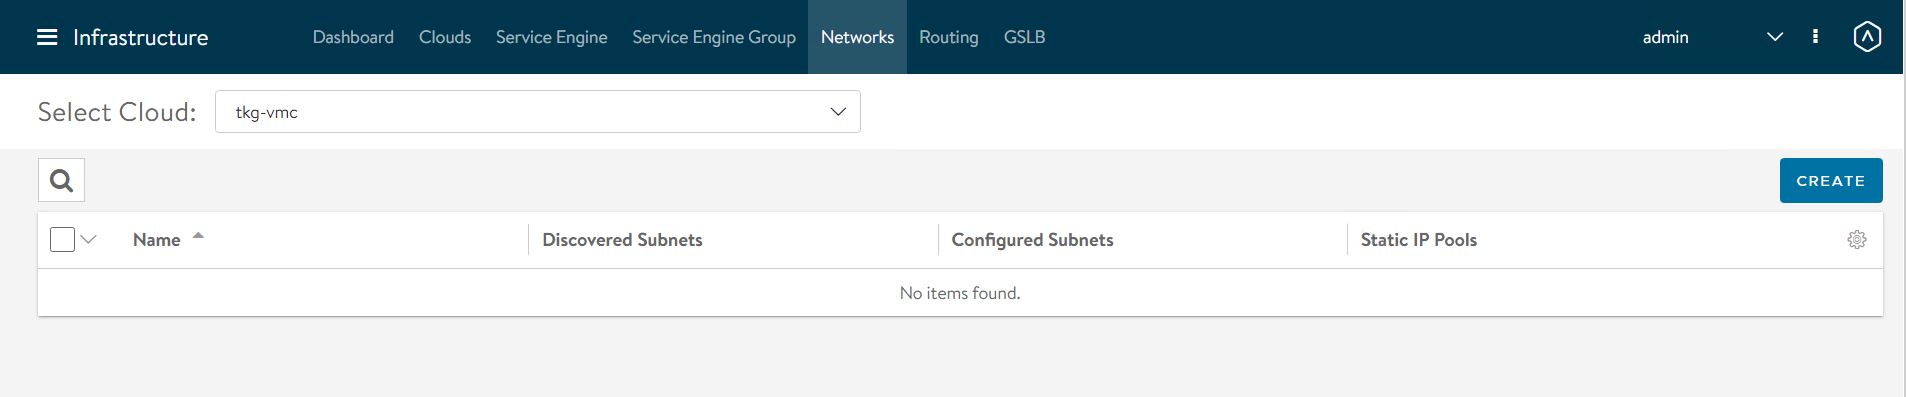 Infrastructure Dashboard Clouds Service Engine Service Engine Group Networks Routing GSLB admin
Select Cloud: tkg-vmc
CREATE
Name Discovered Subnets Configured Subnets Static IP Pools
No items found.